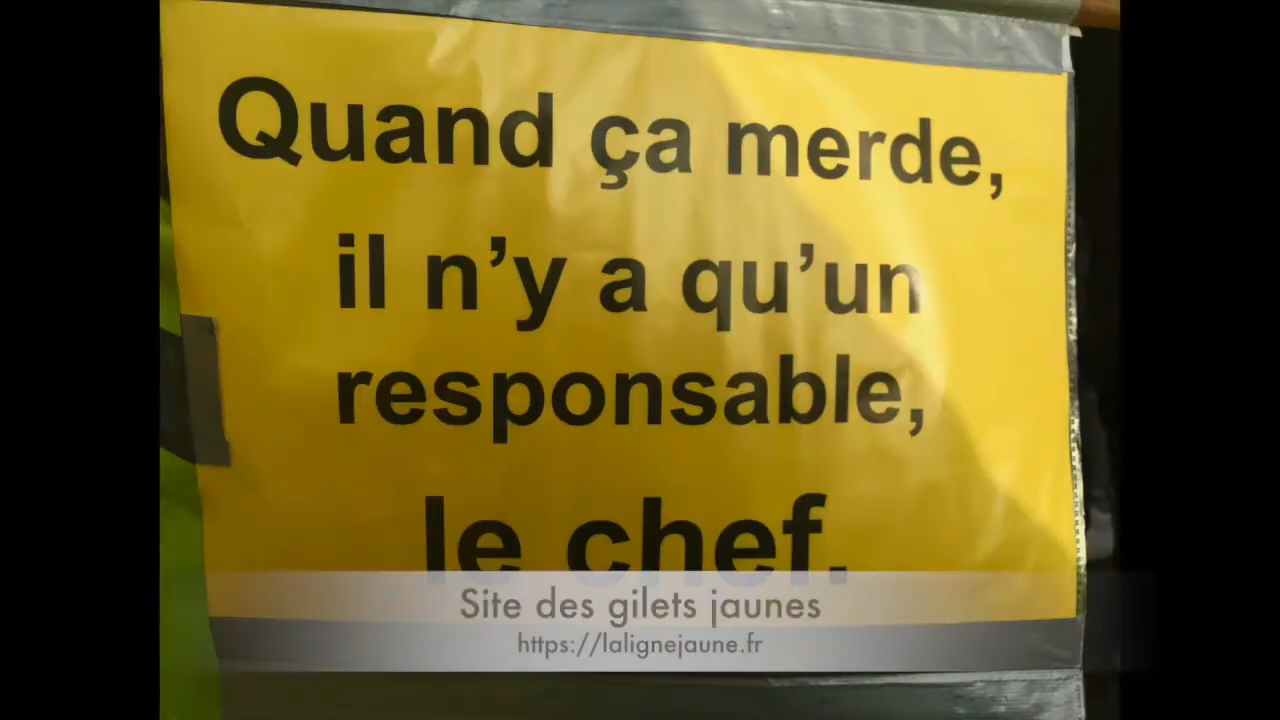 Quand ça merde,
il n’y a qu’un
responsable,
le chef.
Site des gilets jaunes
https://lalignejaune.fr